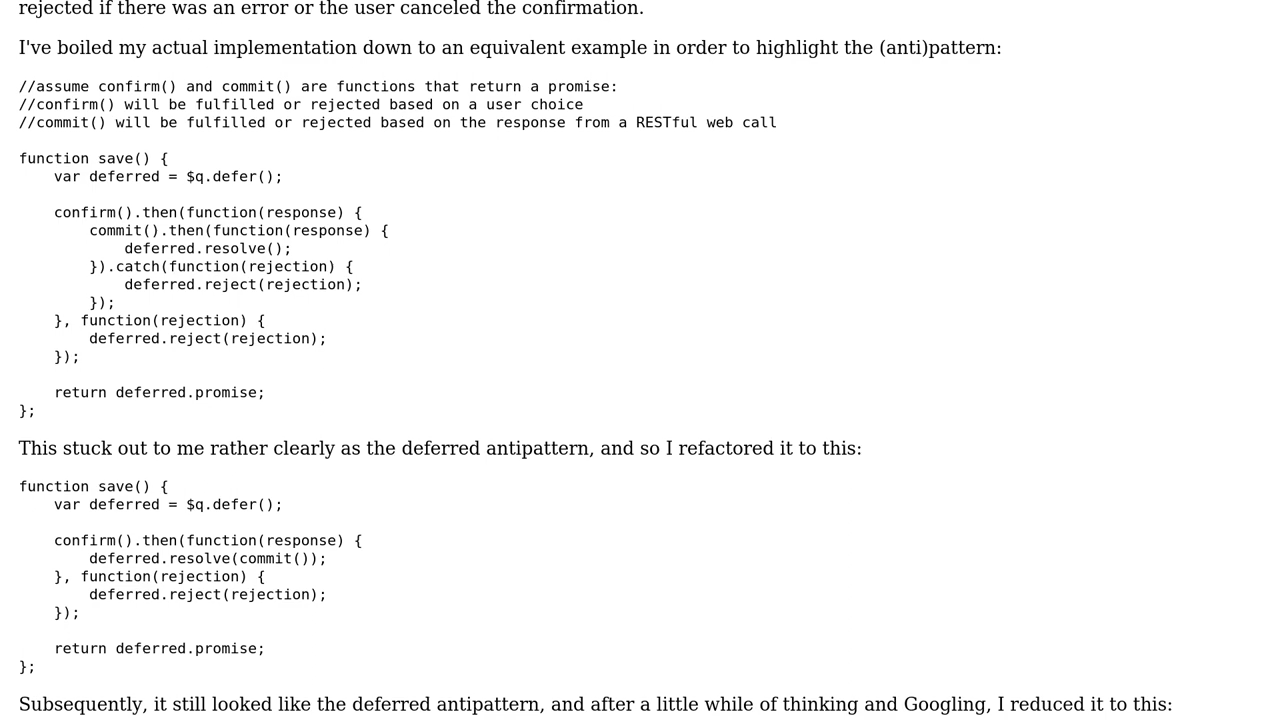 rejected if there was an error or the user canceled the confirmation.
I've boiled my actual implementation down to an equivalent example in order to highlight the (anti)pattern:
//assume confirm() and commit() are functions that return a promise:
//confirm() will be fulfilled or rejected based on a user choice
//commit() will be fulfilled or rejected based on the response from a RESTful web call
function save() {
    var deferred = $q.defer();
    confirm().then(function(response) {
        commit().then(function(response) {
            deferred.resolve();
        }).catch(function(rejection) {
            deferred.reject(rejection);
        });
    }, function(rejection) {
        deferred.reject(rejection);
    });
    return deferred.promise;
};
This stuck out to me rather clearly as the deferred antipattern, and so I refactored it to this:
function save() {
    var deferred = $q.defer();
    confirm().then(function(response) {
        deferred.resolve(commit());
    }, function(rejection) {
        deferred.reject(rejection);
    });
    return deferred.promise;
};
Subsequently, it still looked like the deferred antipattern, and after a little while of thinking and Googling, I reduced it to this: